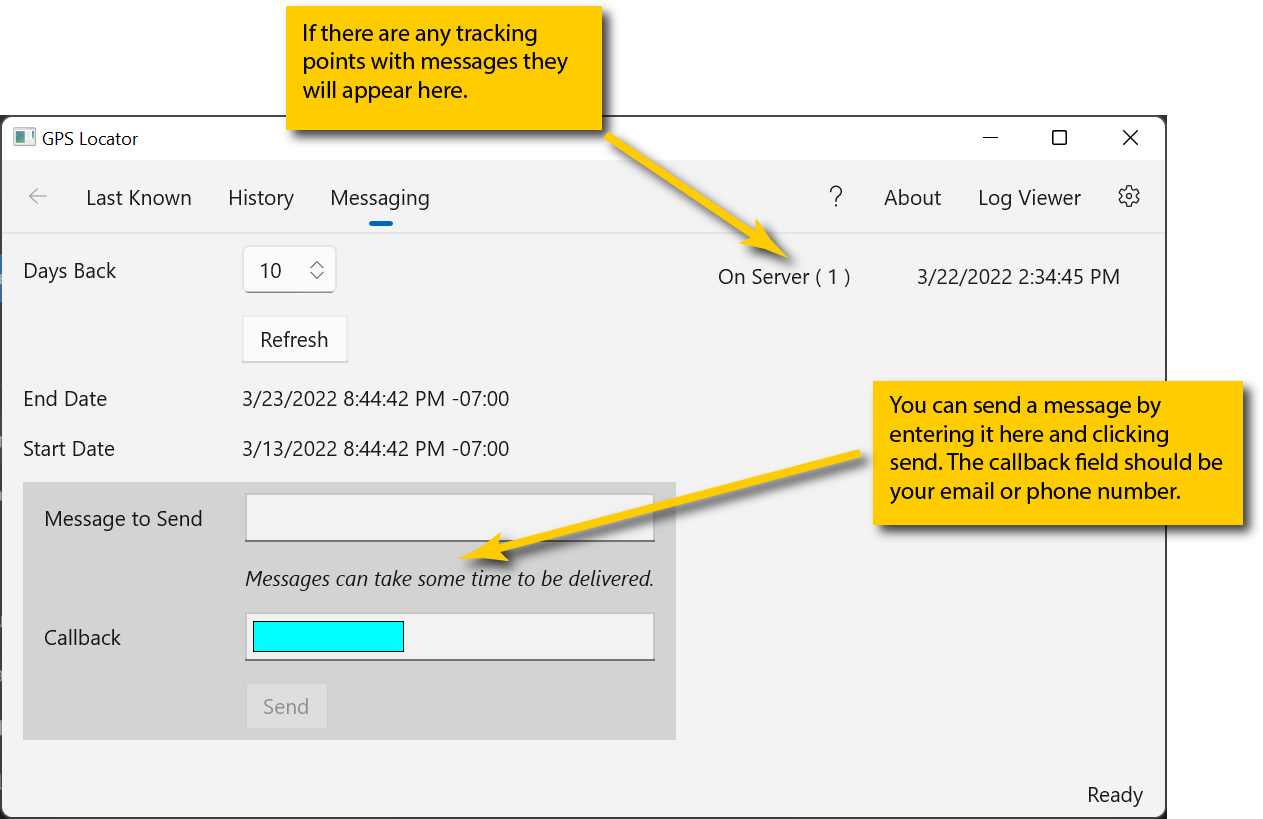 If there are any tracking
points with messages they
will appear here.
GPS Locator
Last Known History Messaging ? About Log Viewer
Days Back 10 On Server ( 1 ) 3/22/2022 2:34:45 PM
Refresh
End Date 3/23/2022 8:44:42 PM -07:00
Start Date 3/13/2022 8:44:42 PM -07:00
You can send a message by
entering it here and clicking
send. The callback field should be
your email or phone number.
Message to Send
Messages can take some time to be delivered.
Callback
Send
Ready